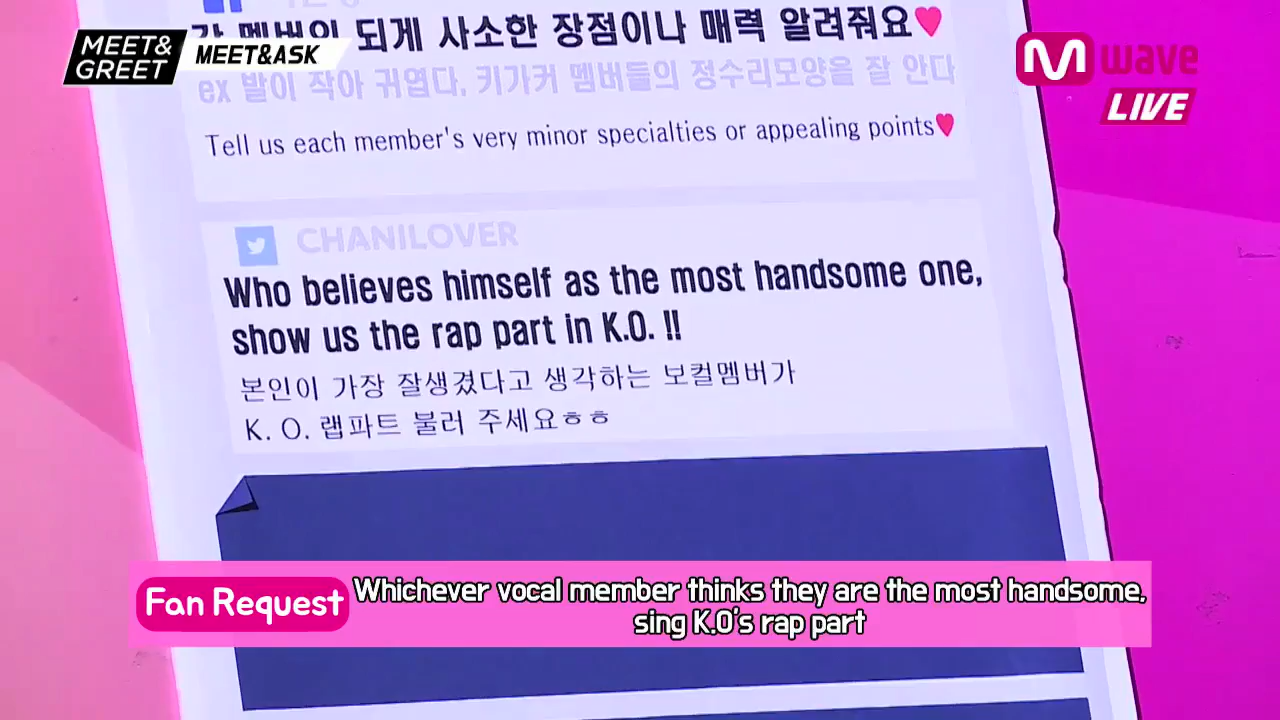 MEET&
GREET
MEET&ASK
M wave
LIVE
각 멤버의 되게 사소한 장점이나 매력 알려줘요♥
ex 발이 작아 귀엽다, 키가커 멤버들의 정수리모양을 잘 안다
Tell us each member's very minor specialties or appealing points♥
CHANILOVER
Who believes himself as the most handsome one,
show us the rap part in K.O. !!
본인이 가장 잘생겼다고 생각하는 보컬멤버가
K. O. 랩파트 불러 주세요ㅎㅎ
Fan Request
Whichever vocal member thinks they are the most handsome,
sing K.O's rap part